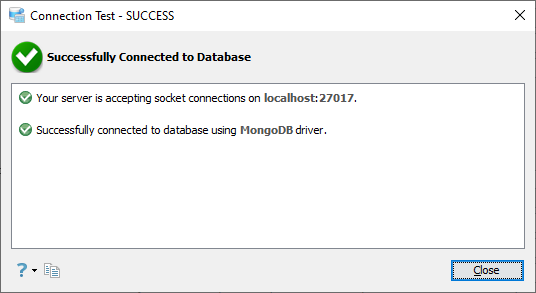 Connection Test - SUCCESS
Successfully Connected to Database
Your server is accepting socket connections on localhost:27017.
Successfully connected to database using MongoDB driver.
Close